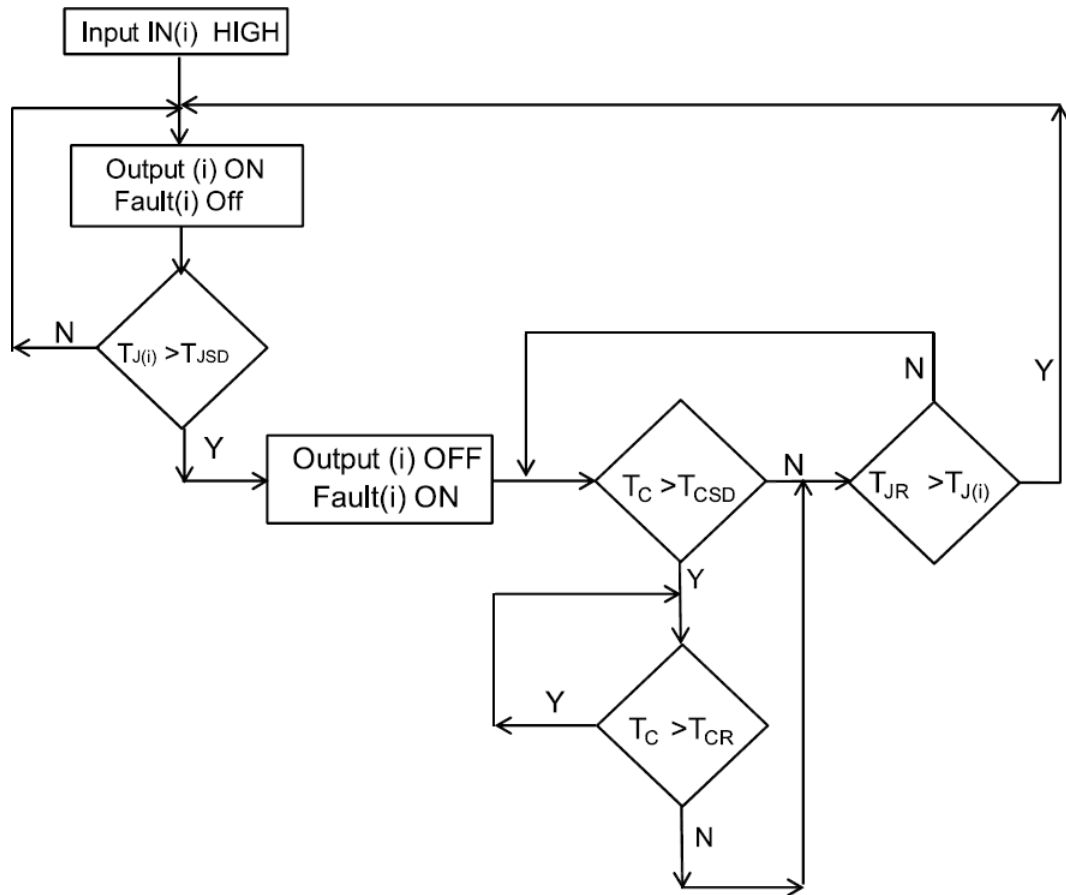 Input IN(i) HIGH
Output (i) ON
Fault(i) Off
N
TJ(i) >TJSD
Y
Output (i) OFF
Fault(i) ON
TC >TCSD
N
TJR >TJ(i)
N
Y
Y
TC >TCR
Y
N